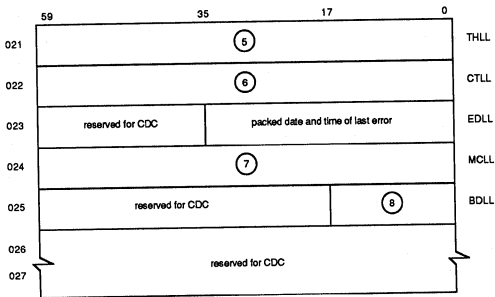 59 35 17 0
021 5 THLL
022 6 CTLL
023 reserved for CDC packed date and time of last error EDLL
024 7 MCLL
025 reserved for CDC 8 BDLL
026
reserved for CDC
027